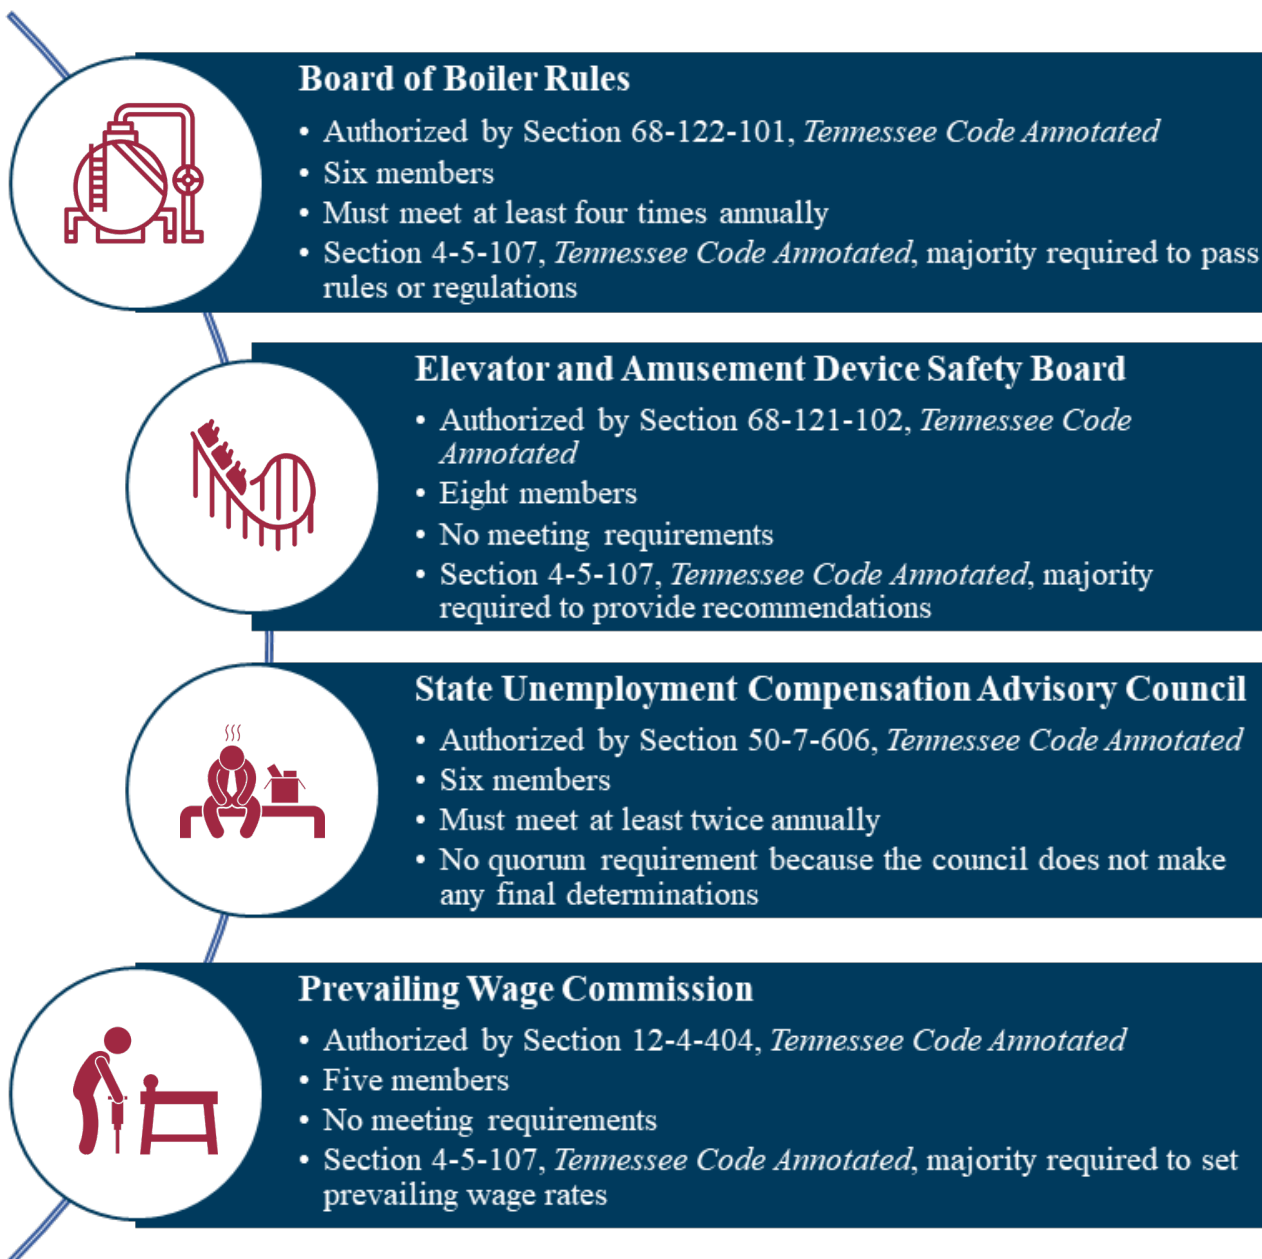 Board of Boiler Rules
• Authorized by Section 68-122-101, Tennessee Code Annotated
• Six members
• Must meet at least four times annually
• Section 4-5-107, Tennessee Code Annotated, majority required to pass
rules or regulations
Elevator and Amusement Device Safety Board
• Authorized by Section 68-121-102, Tennessee Code
Annotated
• Eight members
• No meeting requirements
• Section 4-5-107, Tennessee Code Annotated, majority
required to provide recommendations
State Unemployment Compensation Advisory Council
• Authorized by Section 50-7-606, Tennessee Code Annotated
• Six members
• Must meet at least twice annually
• No quorum requirement because the council does not make
any final determinations
Prevailing Wage Commission
• Authorized by Section 12-4-404, Tennessee Code Annotated
• Five members
• No meeting requirements
• Section 4-5-107, Tennessee Code Annotated, majority required to set
prevailing wage rates